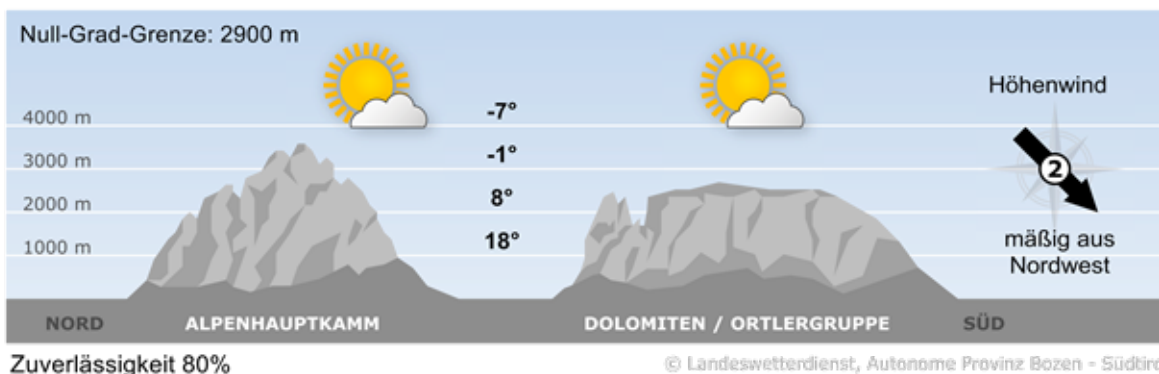 Null-Grad-Grenze: 2900 m
Höhenwind
4000 m
-7°
3000 m
-1°
2
2000 m
8°
1000 m
18°
mäßig aus
Nordwest
NORD
ALPENHAUPTKAMM
DOLOMITEN / ORTLERGRUPPE
SÜD
Zuverlässigkeit 80%
© Landeswetterdienst, Autonome Provinz Bozen - Südtiro